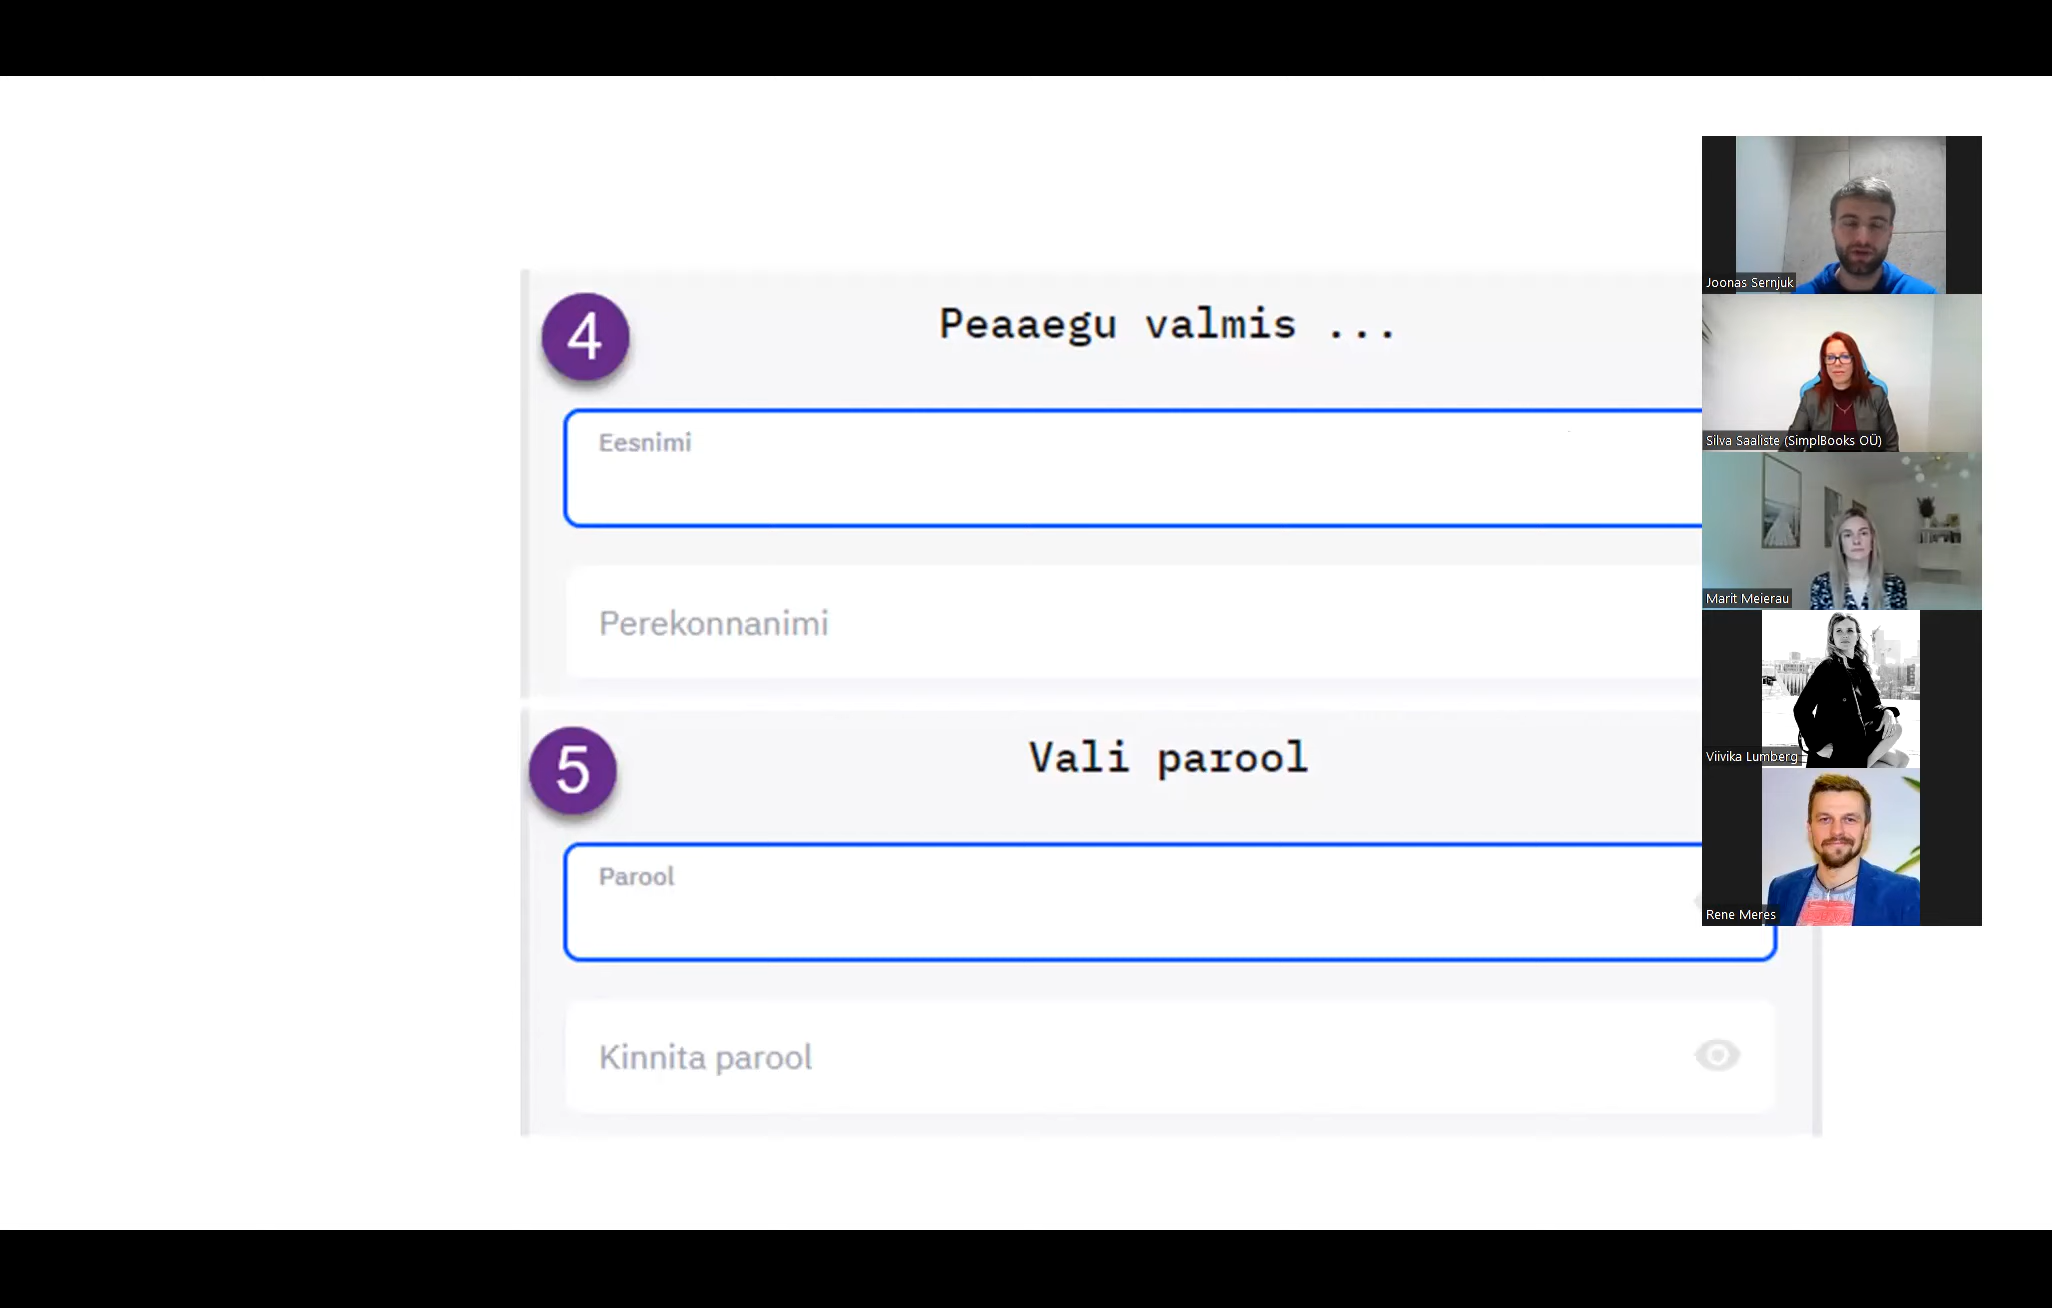 4
Peaaegu valmis ...
Eesnimi
Perekonnanimi
5
Vali parool
Parool
Kinnita parool
Joonas Sernjuk
Silva Saaliste (SimplBooks OÜ)
Marit Meierau
Viivika Lumberg
Rene Meres